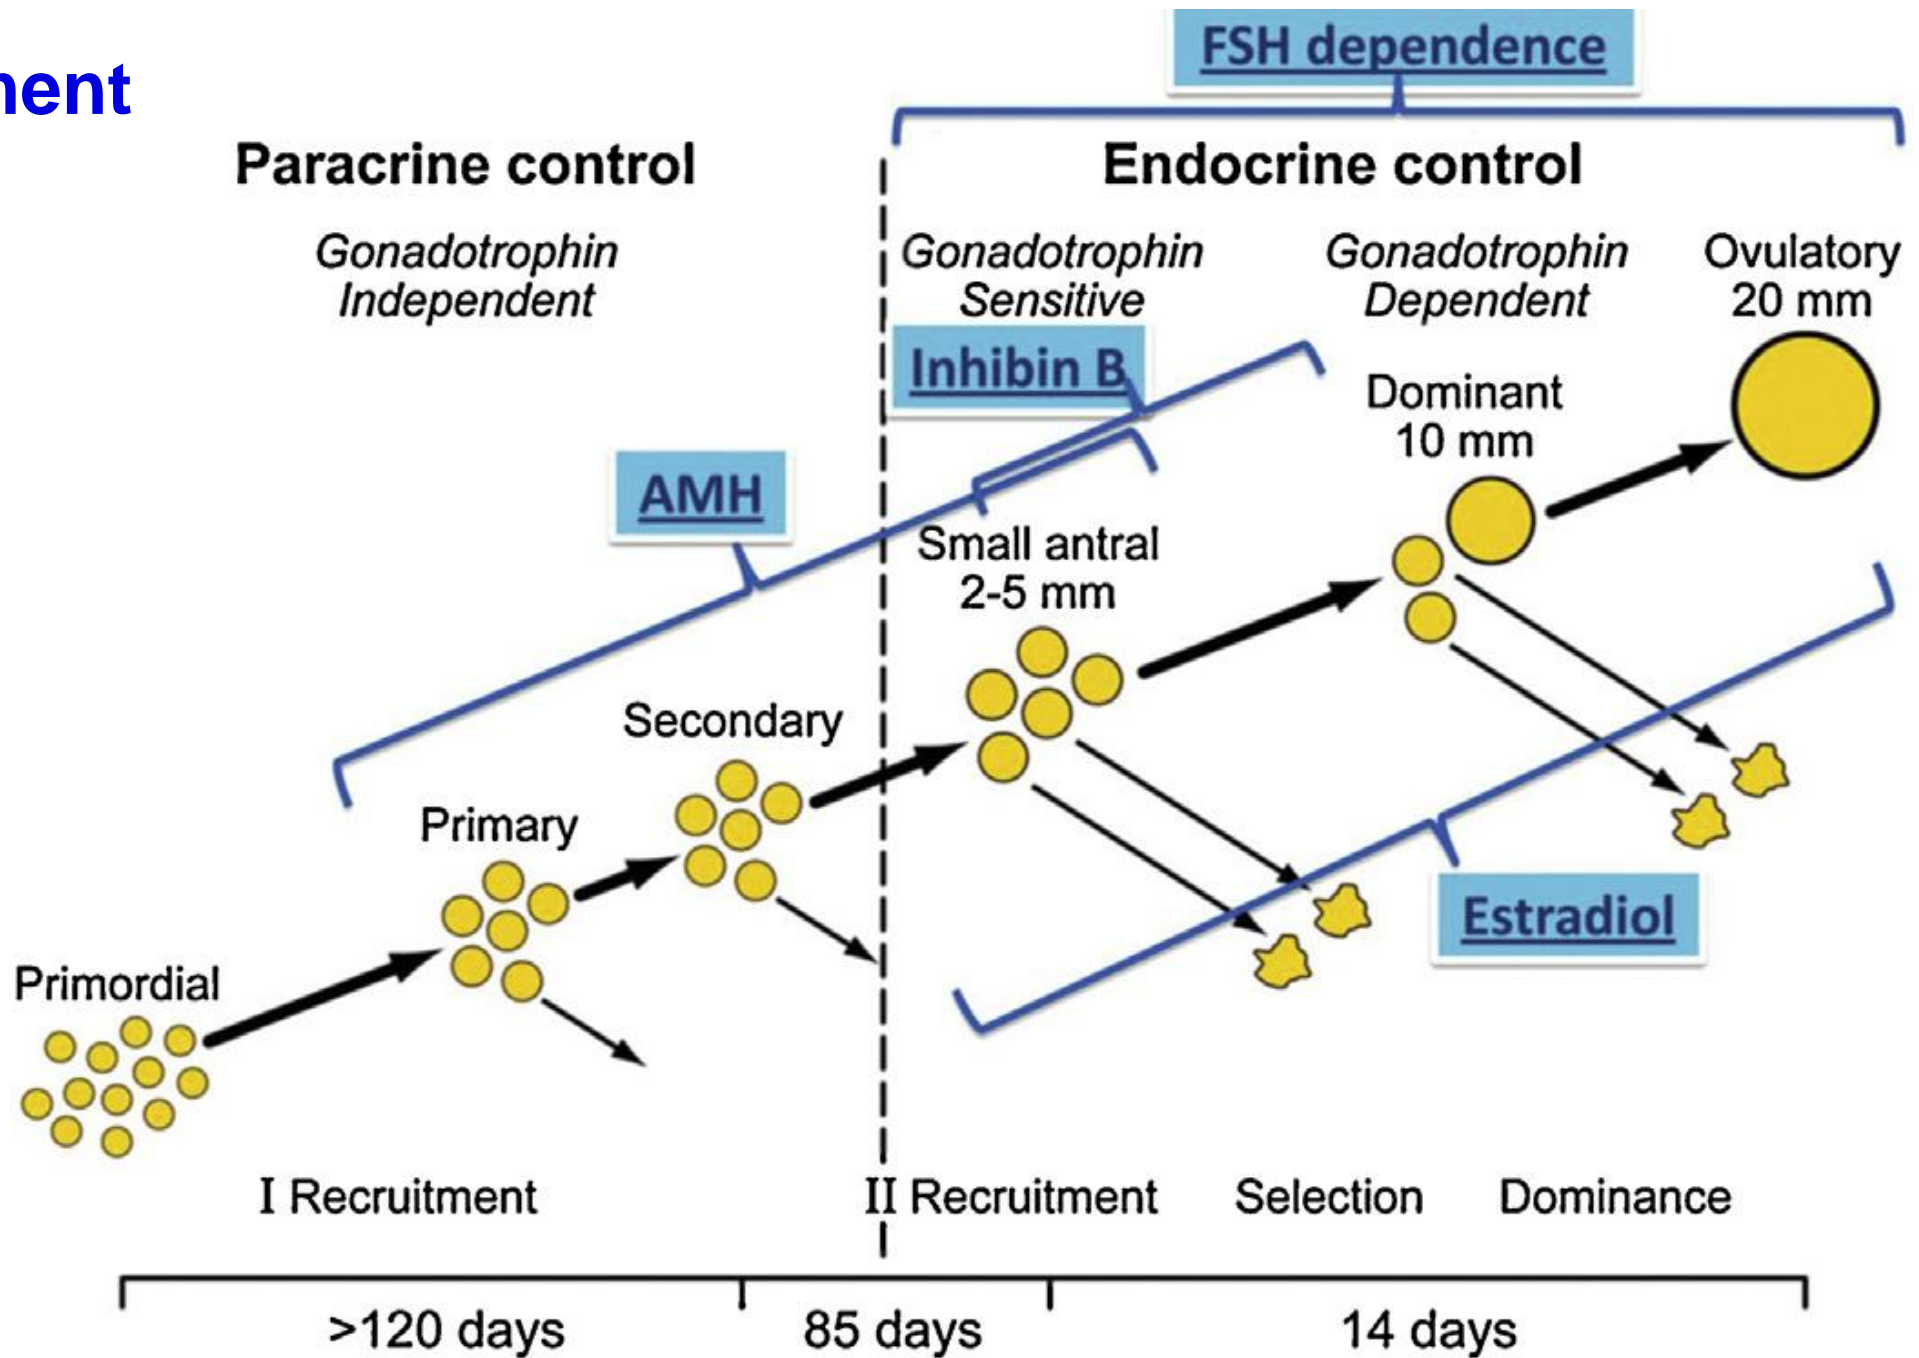 FSH dependence
ment
Paracrine control
Endocrine control
Gonadotrophin
Independent
Gonadotrophin
Sensitive
Gonadotrophin
Dependent
Ovulatory
20 mm
Inhibin B
Dominant
10 mm
AMH
Small antral
2-5 mm
Secondary
Primary
Estradiol
Primordial
I Recruitment
II Recruitment
Selection
Dominance
>120 days
85 days
14 days